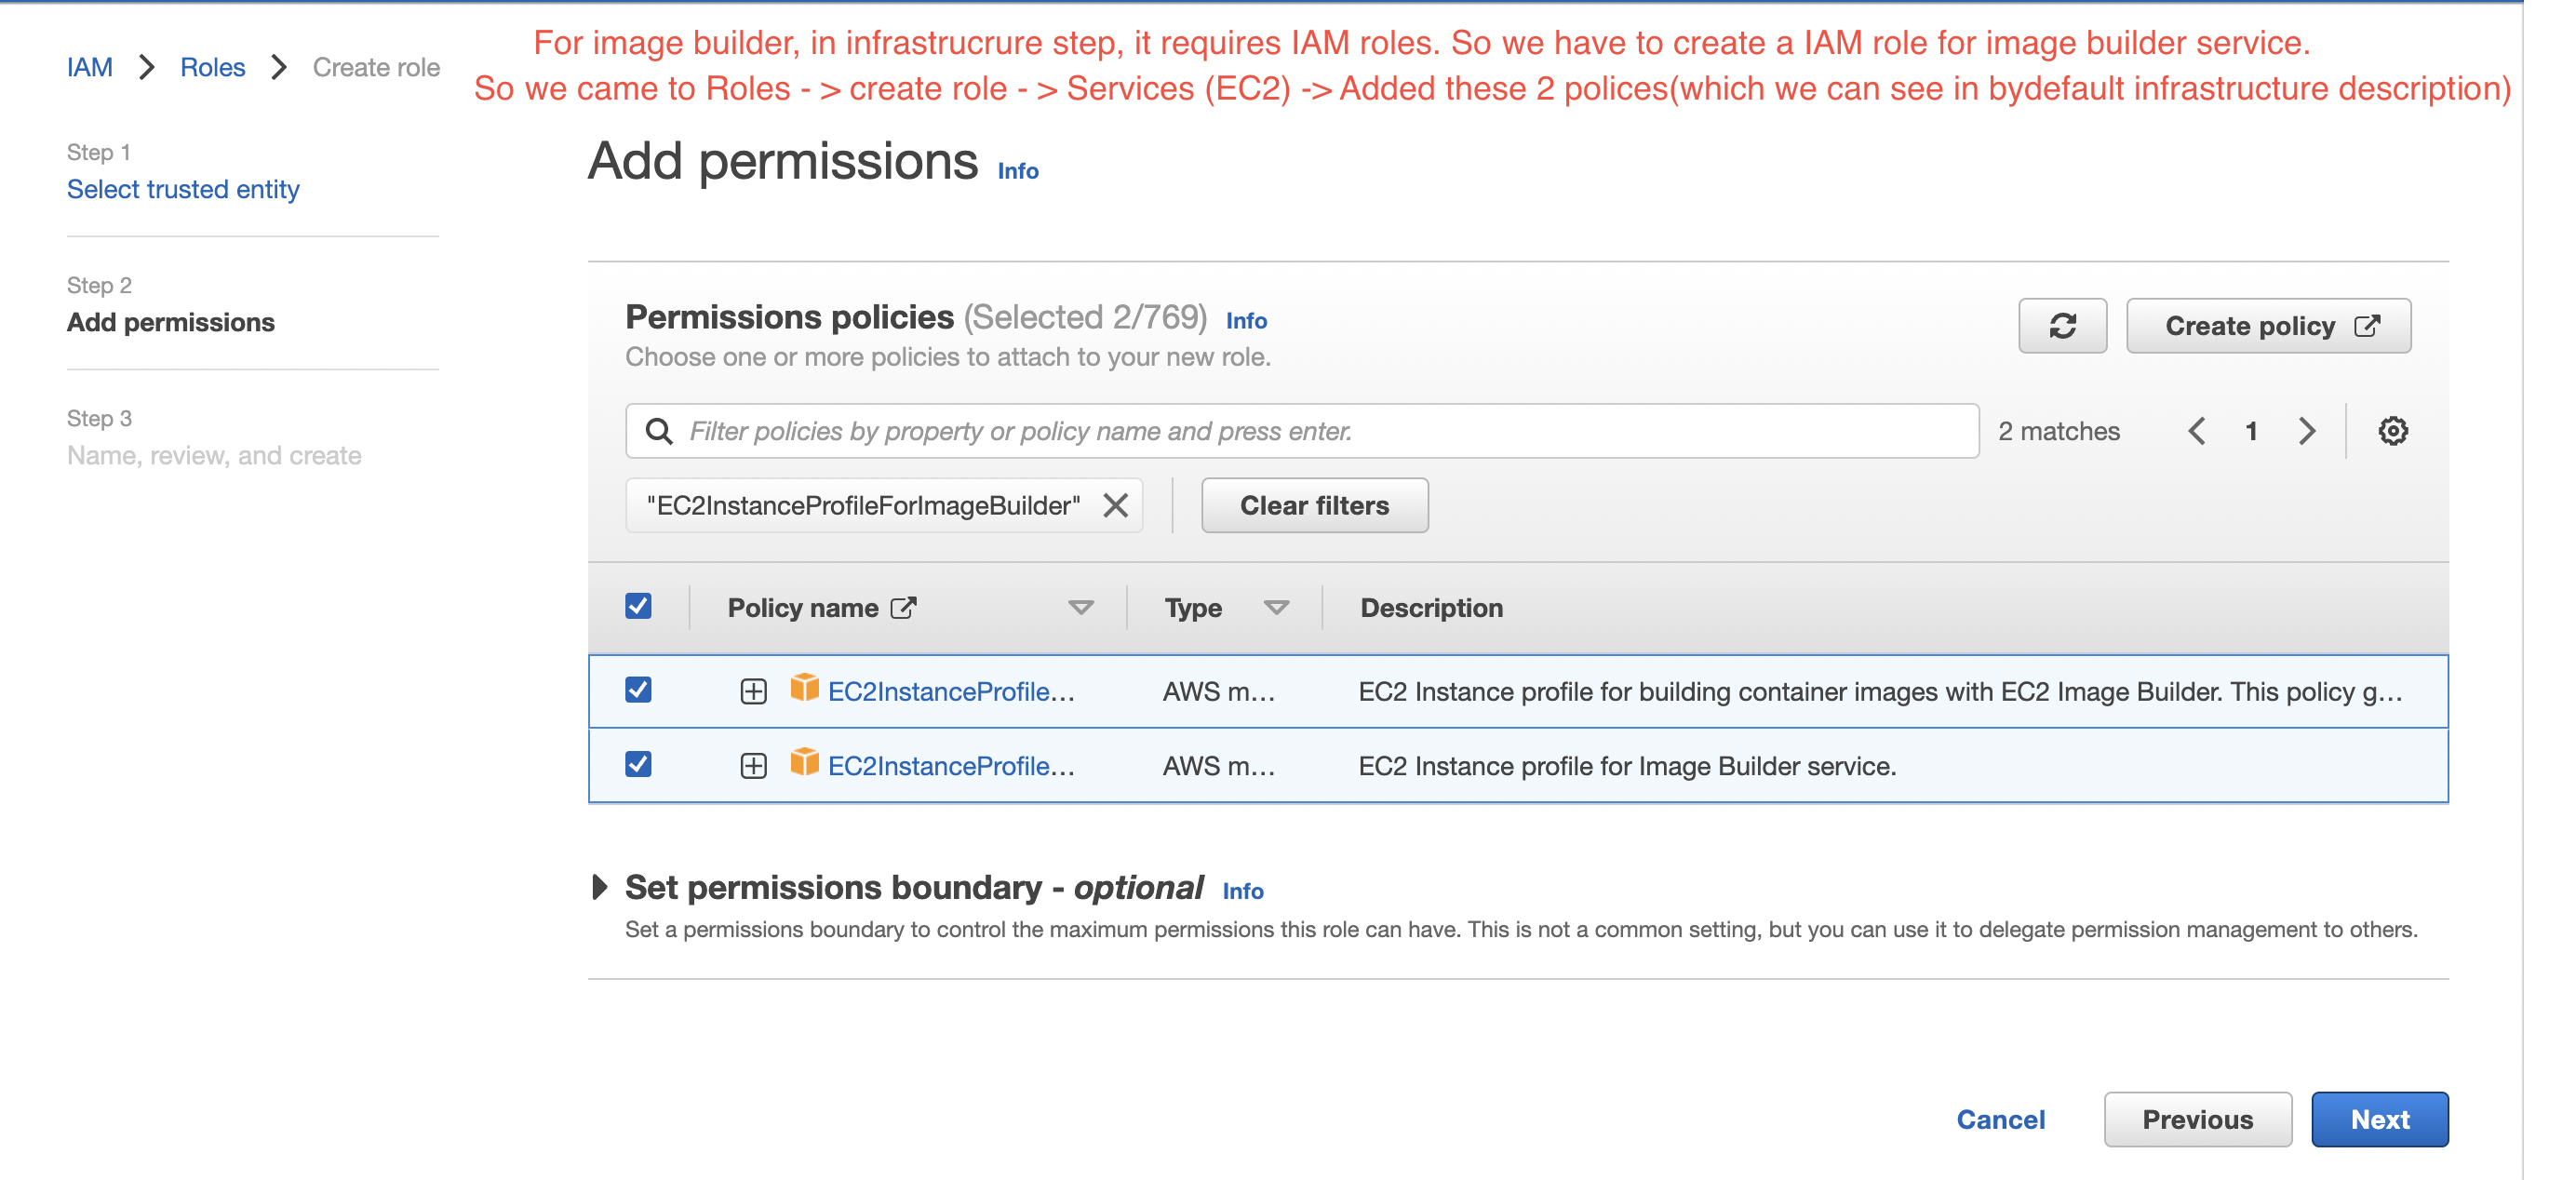 For image builder, in infrastrucrure step, it requires IAM roles. So we have to create a IAM role for image builder service.
So we came to Roles - > create role - > Services (EC2) -> Added these 2 polices(which we can see in bydefault infrastructure description)
IAM > Roles > Create role
Step 1
Select trusted entity
Step 2
Add permissions
Step 3
Name, review, and create
Add permissions Info
Permissions policies (Selected 2/769) Info
Choose one or more policies to attach to your new role.
Create policy
Filter policies by property or policy name and press enter.
2 matches
1
"EC2InstanceProfileForImageBuilder"
Clear filters
Policy name Type Description
EC2InstanceProfile... AWS m... EC2 Instance profile for building container images with EC2 Image Builder. This policy g...
EC2InstanceProfile... AWS m... EC2 Instance profile for Image Builder service.
Set permissions boundary - optional Info
Set a permissions boundary to control the maximum permissions this role can have. This is not a common setting, but you can use it to delegate permission management to others.
Cancel Previous Next